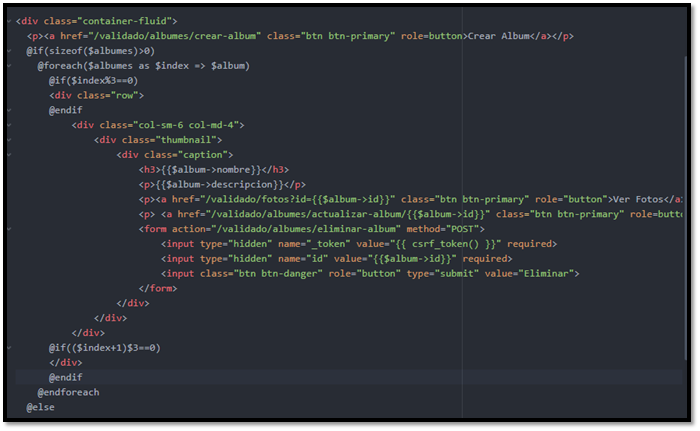 <div class="container-fluid">
<p><a href="/validado/albumes/crear-album" class="btn btn-primary" role=button>Crear Album</a></p>
@if(sizeof($albumes)>0)
@foreach($albumes as $index => $album)
@if($index%3==0)
<div class="row">
@endif
<div class="col-sm-6 col-md-4">
<div class="thumbnail">
<div class="caption">
<h3>{{$album->nombre}}</h3>
<p>{{$album->descripcion}}</p>
<p><a href="/validado/fotos?id={{$album->id}}" class="btn btn-primary" role="button">Ver Fotos</a
<p> <a href="/validado/albumes/actualizar-album/{{$album->id}}" class="btn btn-primary" role=butto
<form action="/validado/albumes/eliminar-album" method="POST">
<input type="hidden" name="_token" value="{{ csrf_token() }}" required>
<input type="hidden" name="id" value="{{$album->id}}" required>
<input class="btn btn-danger" role="button" type="submit" value="Eliminar">
</form>
</div>
</div>
</div>
@if(($index+1)$3==0)
</div>
@endif
@endforeach
@else